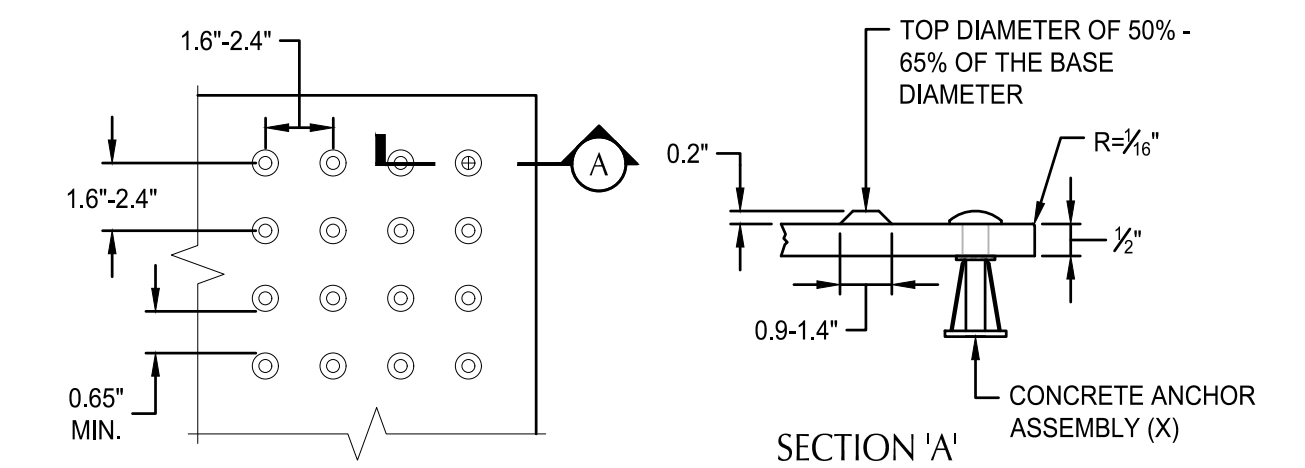 1.6"-2.4"
1.6"-2.4"
0.65"
MIN.
A
TOP DIAMETER OF 50% -
65% OF THE BASE
DIAMETER
R=1/16"
0.2"
1/2"
0.9-1.4"
CONCRETE ANCHOR
ASSEMBLY (X)
SECTION 'A'